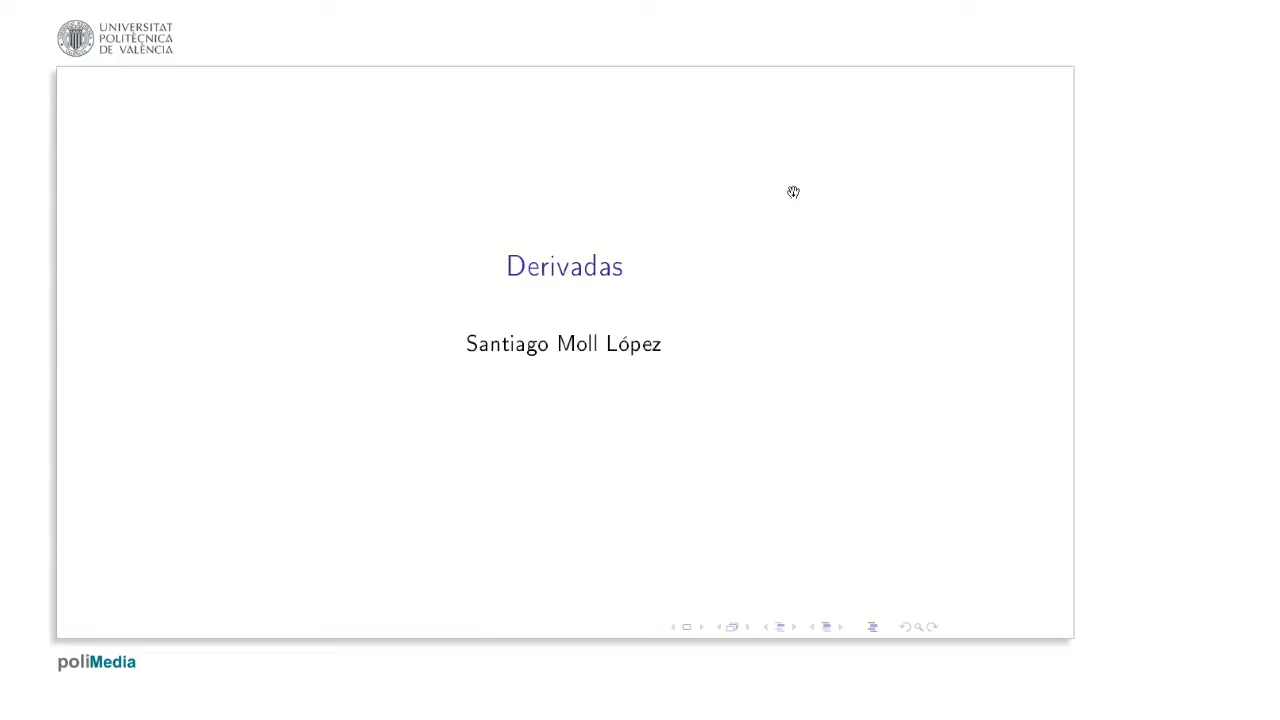 UNIVERSITAT
POLITÈCNICA
DE VALÈNCIA
Derivadas
Santiago Moll López
poliMedia